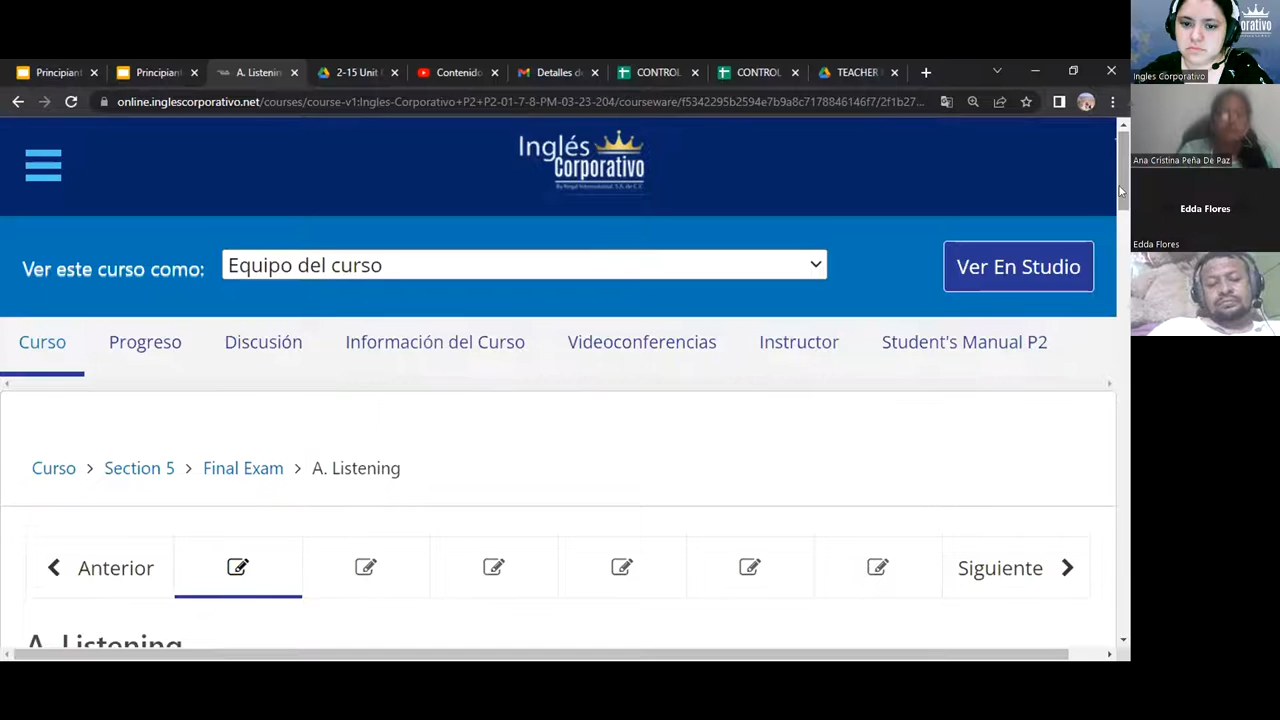 Principiant
Principiant
A. Listenin
2-15 Unit
Contenido
Detalles d
CONTROL
CONTROL
TEACHER
online.inglescorporativo.net/courses/course-v1:Ingles-Corporativo+P2+P2-01-7-8-PM-03-23-204/courseware/f5342295b2594e7b9a8c7178846146f7/2f1b27...
Inglés
Corporativo
Ver este curso como:
Equipo del curso
Ver En Studio
Curso
Progreso
Discusión
Información del Curso
Videoconferencias
Instructor
Student's Manual P2
Curso > Section 5 > Final Exam > A. Listening
Anterior
Siguiente
A. Listening
orativo
Ingles Corporativo
Ana Cristina Peña De Paz
Edda Flores
Edda Flores